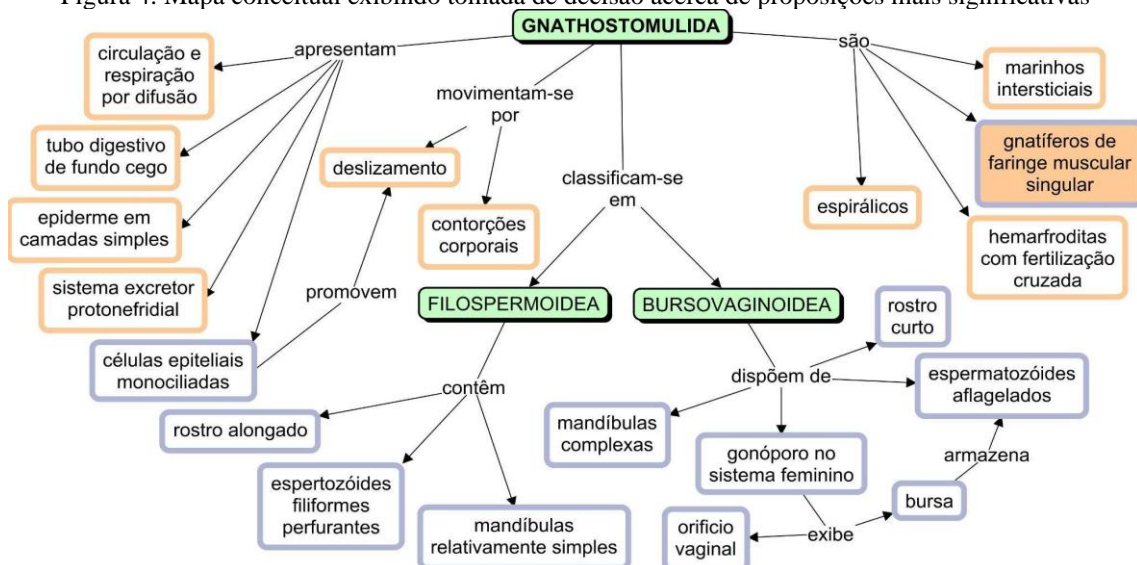 Figura 4. Mapa conceitual exibindo tomada de decisão acerca de proposições mais significativas
GNATHOSTOMULIDA
apresentam
são
circulação e
respiração
por difusão
tubo digestivo
de fundo cego
epiderme em
camadas simples
sistema excretor
protonefridial
células epiteliais
monociliadas
promovem
movimentam-se
por
deslizamento
contorções
corporais
classificam-se
em
marinhos
intersticiais
gnatíferos de
faringe muscular
singular
espirálicos
hemarfroditas
com fertilização
cruzada
FILOSPERMOIDEA
BURSOVAGINOIDEA
contêm
rostro alongado
espertozóides
filiformes
perfurantes
mandíbulas
relativamente simples
dispõem de
rostro
curto
espermatozóides
aflagelados
mandíbulas
complexas
gonóporo no
sistema feminino
armazena
bursa
exibe
orificio
vaginal